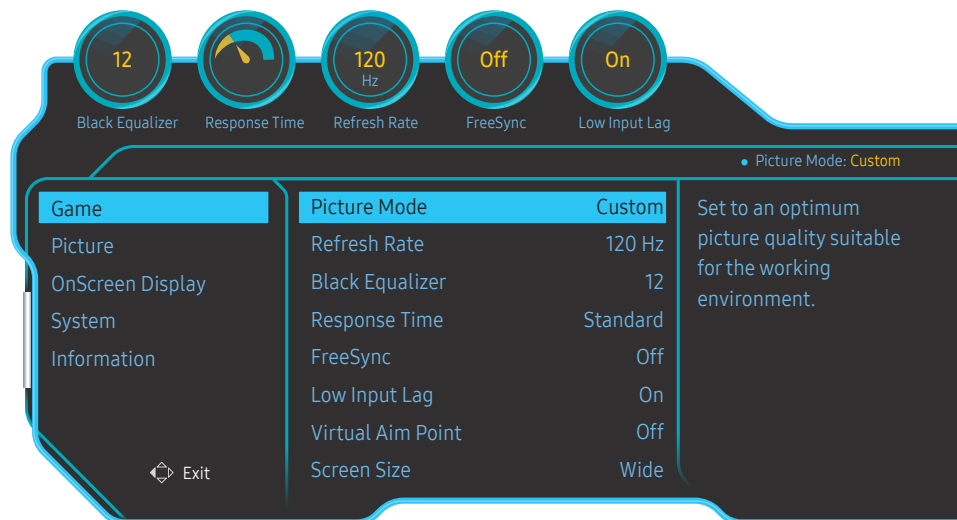 12
120
Hz
Off
On
Black Equalizer
Response Time
Refresh Rate
FreeSync
Low Input Lag
• Picture Mode: Custom
Game
Picture
OnScreen Display
System
Information
Exit
Picture Mode Custom
Refresh Rate 120 Hz
Black Equalizer 12
Response Time Standard
FreeSync Off
Low Input Lag On
Virtual Aim Point Off
Screen Size Wide
Set to an optimum
picture quality suitable
for the working
environment.